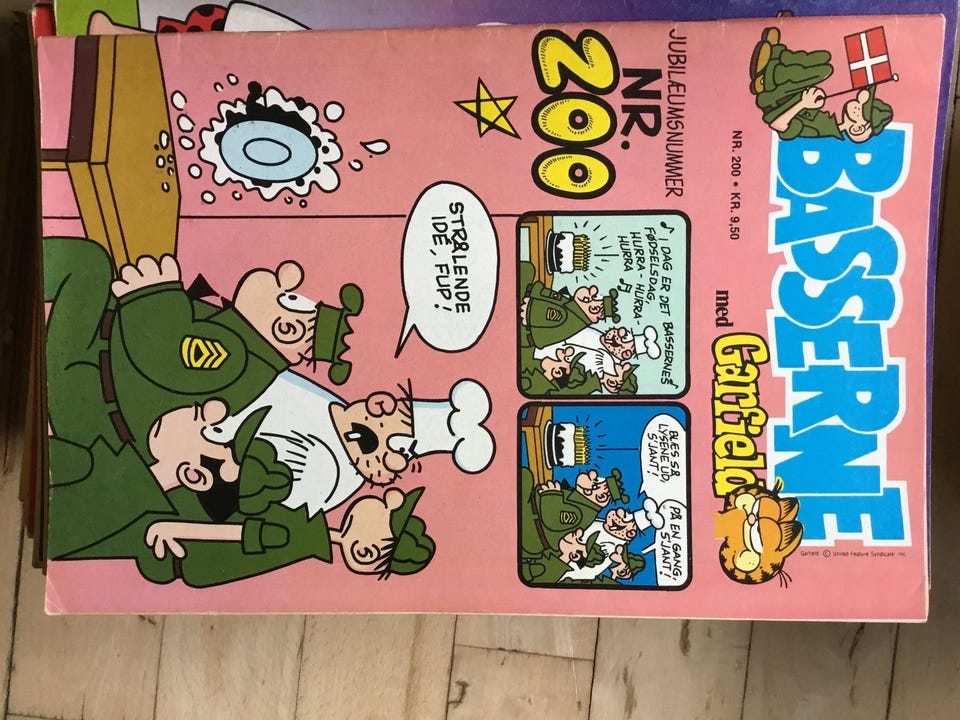 BASSERNE
NR. 200 • KR. 9,50
med
Garfield
Garfield © United Feature Syndicate. Inc.
JUBILÆUMSNUMMER
NR.
200
♪ I DAG ER DET BASSERNES
FØDSELSDAG,
HURRA - HURRA -
HURRA ♫
BLÆS SÅ
LYSENE UD,
S'JANT!
PÅ EN GANG,
S'JANT!
STRÅLENDE
IDÉ, FUP!